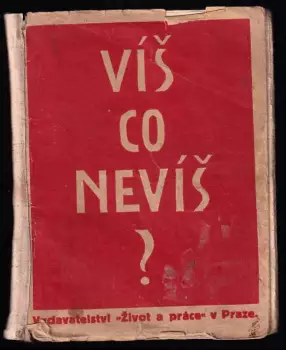 VÍŠ
CO
NEVÍŠ
?
Vydavatelství „Život a práce“ v Praze.